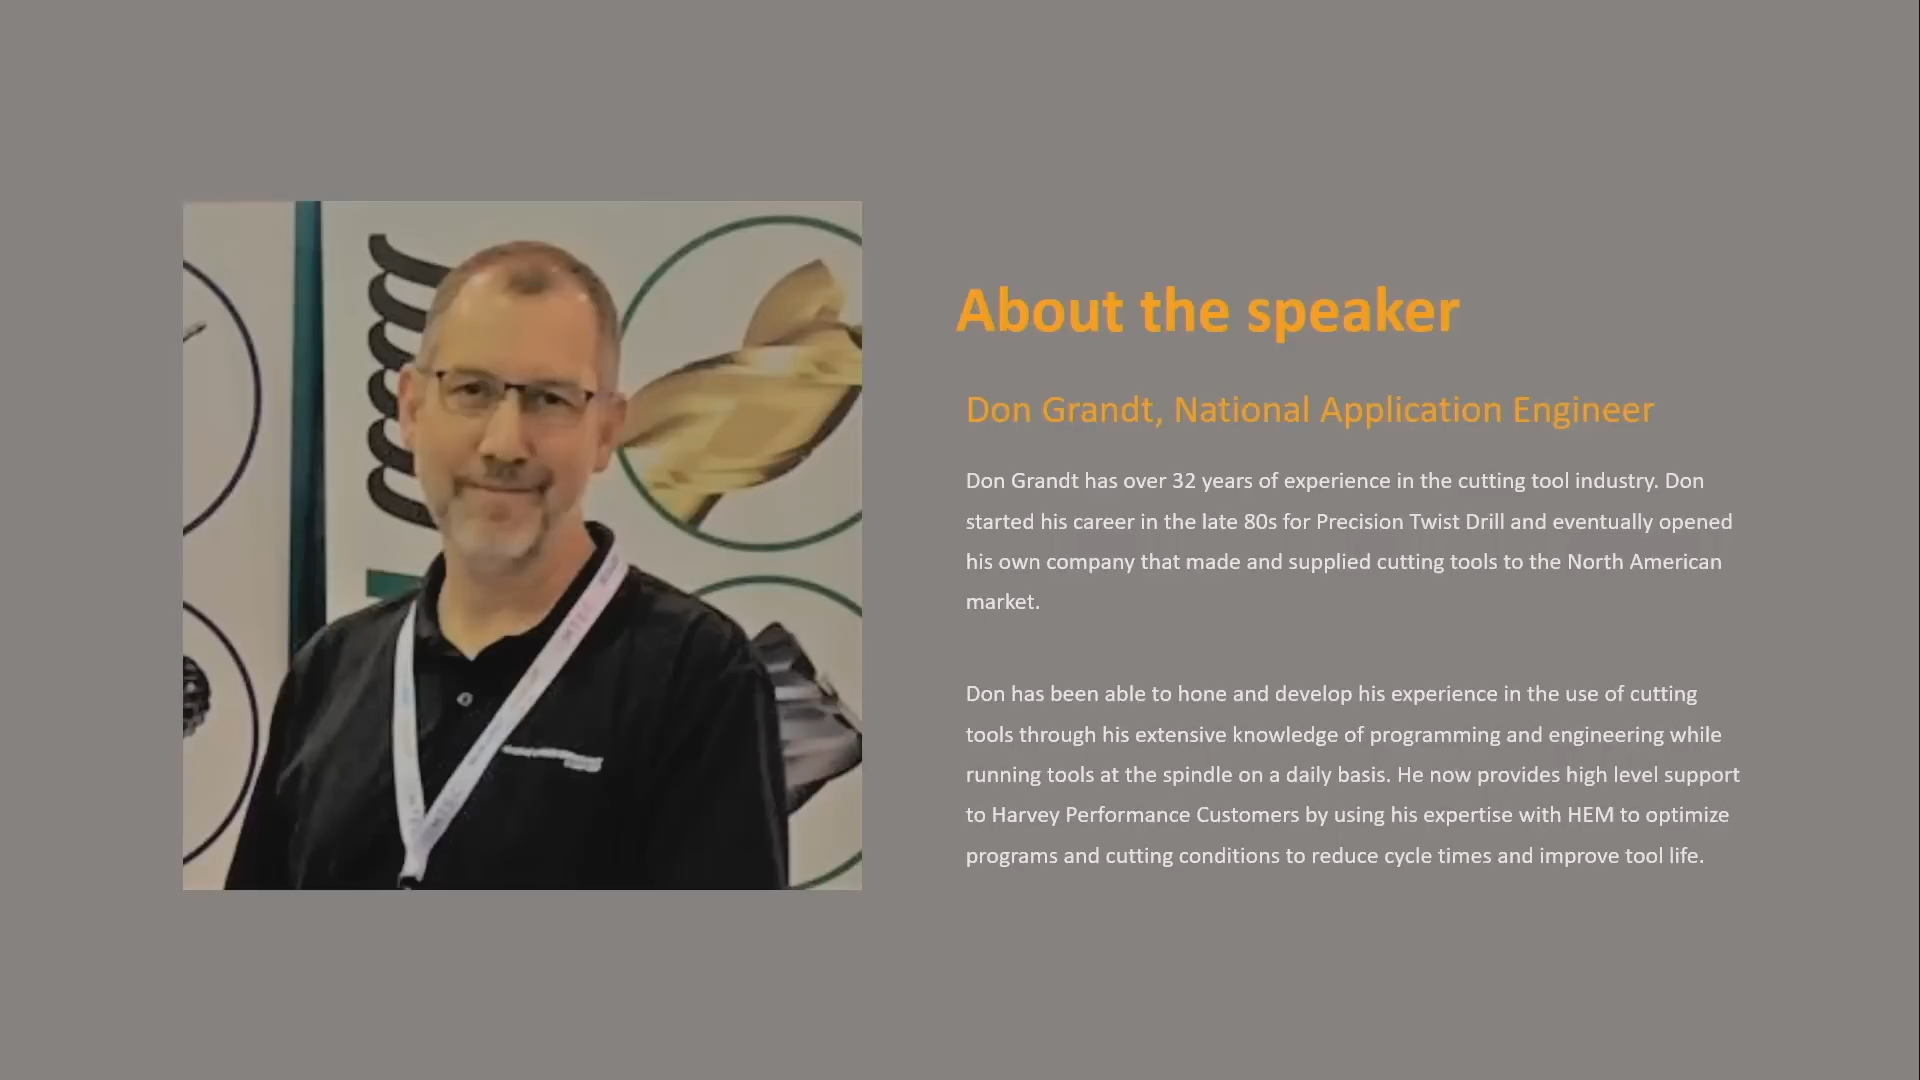 About the speaker
Don Grandt, National Application Engineer
Don Grandt has over 32 years of experience in the cutting tool industry. Don
started his career in the late 80s for Precision Twist Drill and eventually opened
his own company that made and supplied cutting tools to the North American
market.
Don has been able to hone and develop his experience in the use of cutting
tools through his extensive knowledge of programming and engineering while
running tools at the spindle on a daily basis. He now provides high level support
to Harvey Performance Customers by using his expertise with HEM to optimize
programs and cutting conditions to reduce cycle times and improve tool life.